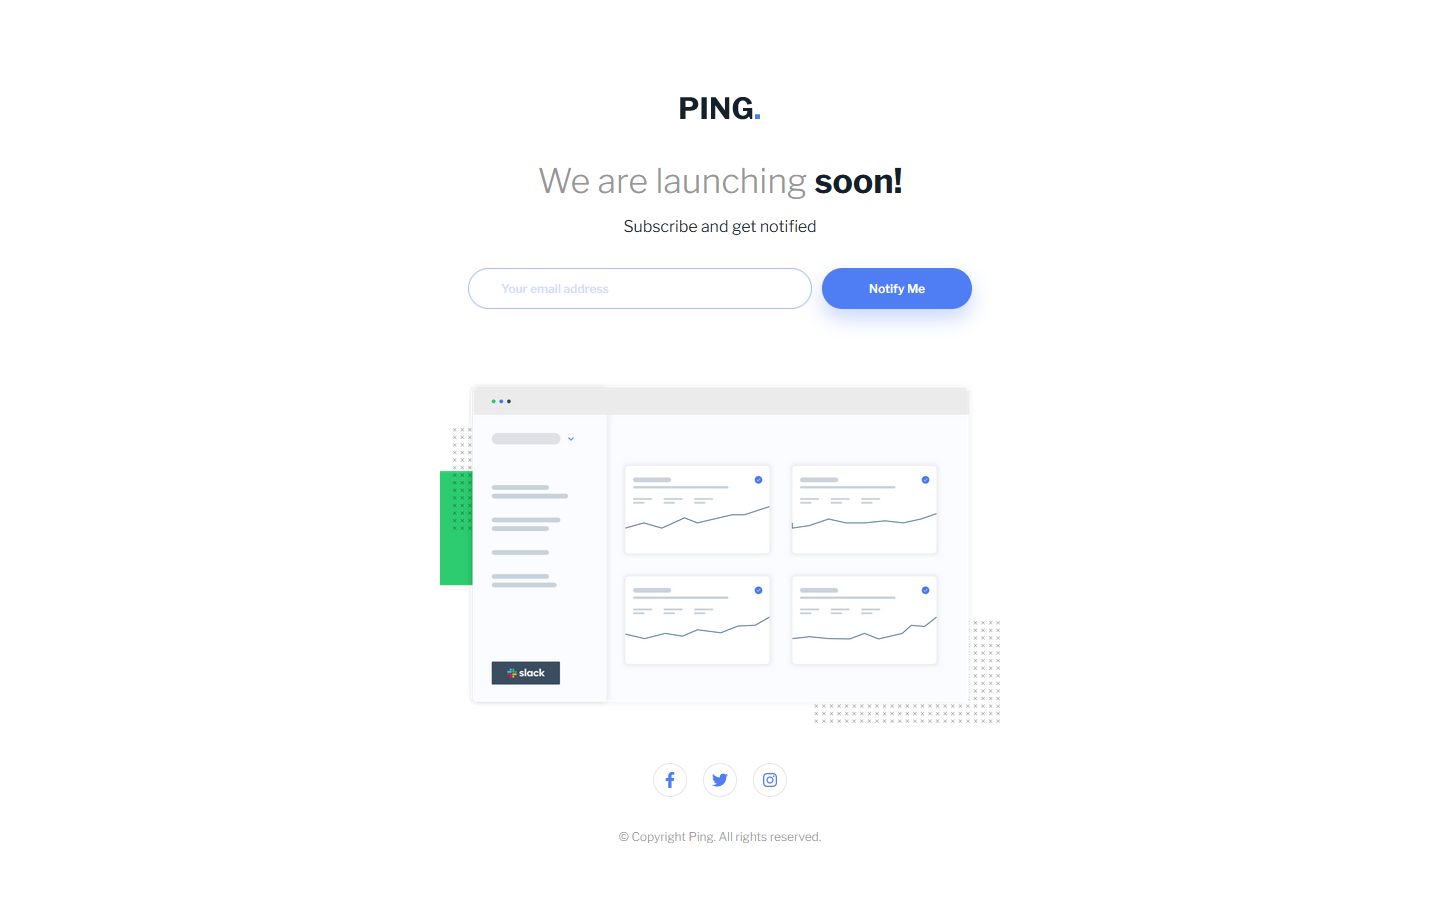 PING.
We are launching soon!
Subscribe and get notified
Your email address
Notify Me
slack
© Copyright Ping. All rights reserved.